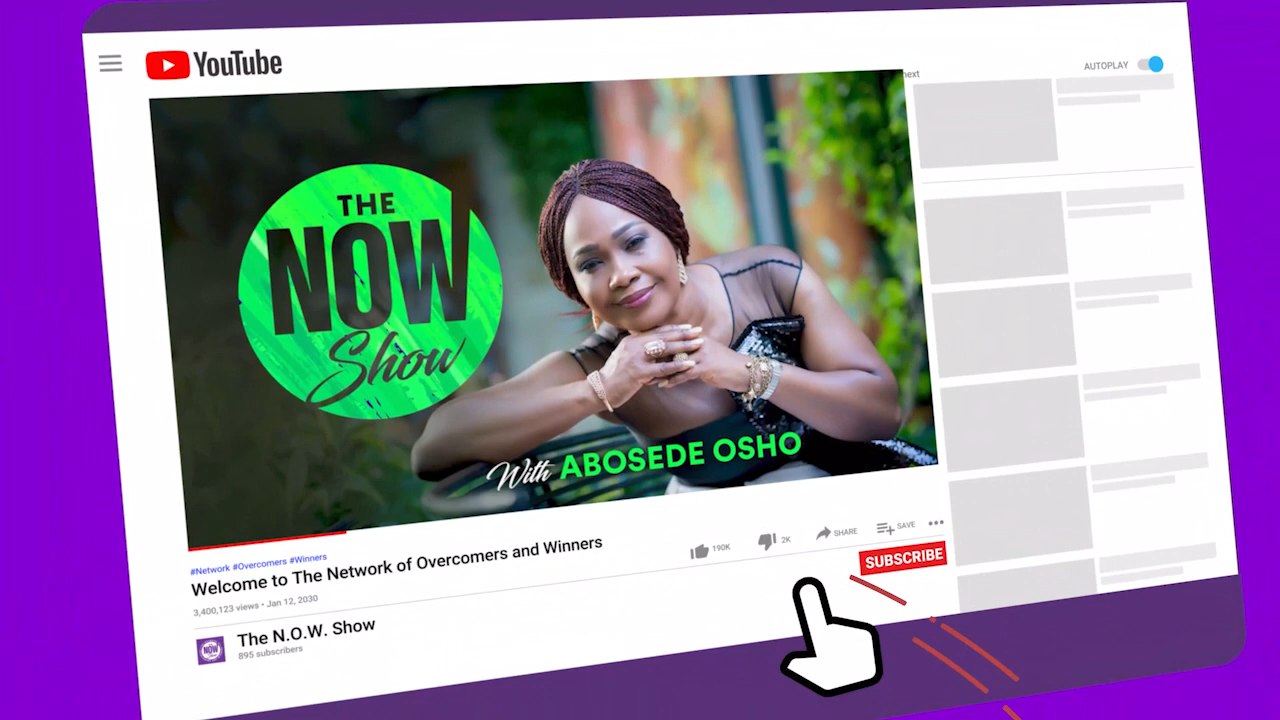 YouTube
next
AUTOPLAY
THE
NOW
Show
With ABOSEDE OSHO
#Network #Overcomers #Winners
Welcome to The Network of Overcomers and Winners
3,400,123 views • Jan 12, 2030
190K
2K
SHARE
SAVE
SUBSCRIBE
NOW
The N.O.W. Show
895 subscribers